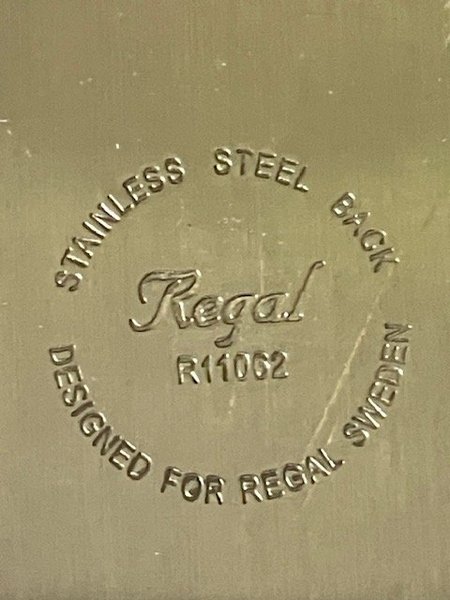 STAINLESS STEEL BACK
Regal
R11062
DESIGNED FOR REGAL SWEDEN